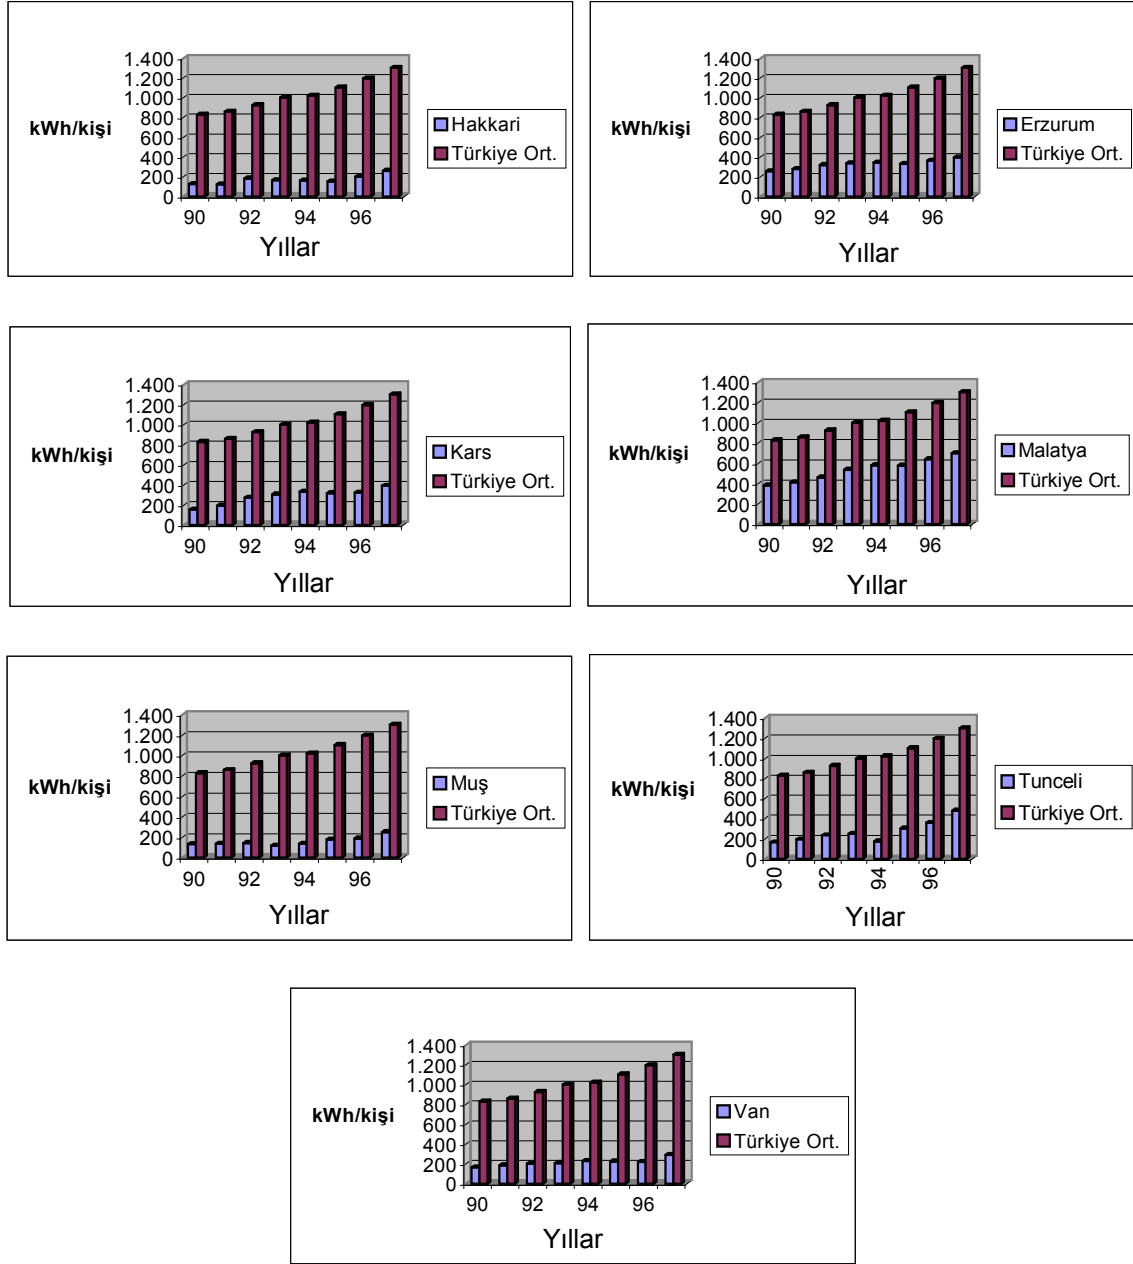 1.400
1.200
1.000
800
600
400
200
0
kWh/kişi
90 92 94 96
Yıllar
Hakkari
Türkiye Ort.
1.400
1.200
1.000
800
600
400
200
0
kWh/kişi
90 92 94 96
Yıllar
Erzurum
Türkiye Ort.
1.400
1.200
1.000
800
600
400
200
0
kWh/kişi
90 92 94 96
Yıllar
Kars
Türkiye Ort.
1.400
1.200
1.000
800
600
400
200
0
kWh/kişi
90 92 94 96
Yıllar
Malatya
Türkiye Ort.
1.400
1.200
1.000
800
600
400
200
0
kWh/kişi
90 92 94 96
Yıllar
Muş
Türkiye Ort.
1.400
1.200
1.000
800
600
400
200
0
kWh/kişi
90 92 94 96
Yıllar
Tunceli
Türkiye Ort.
1.400
1.200
1.000
800
600
400
200
0
kWh/kişi
90 92 94 96
Yıllar
Van
Türkiye Ort.